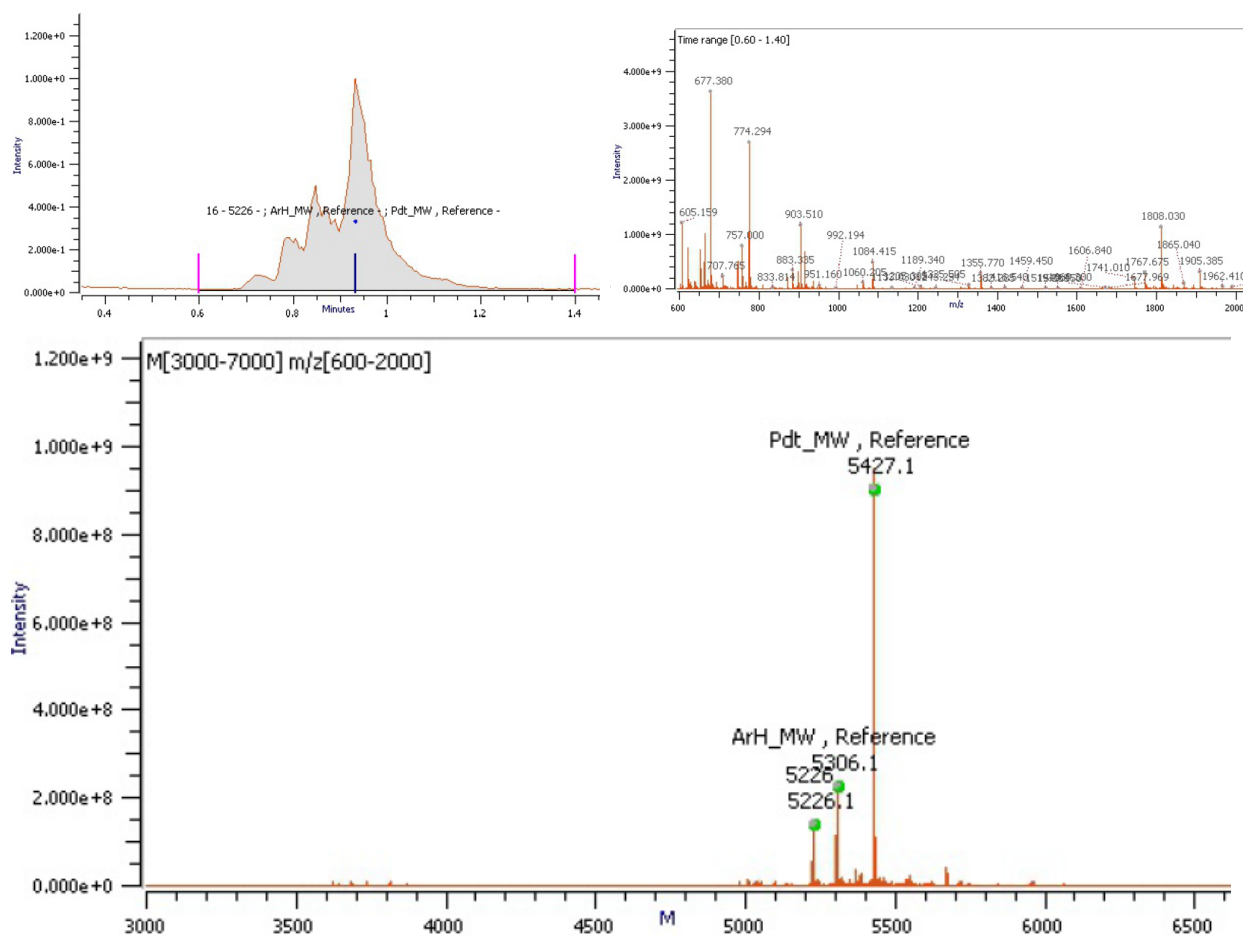 1.200e+0
1.000e+0
8.000e-1
6.000e-1
4.000e-1
2.000e-1
0.000e+0
Intensity
16 - 5226 - ; ArH_MW , Reference - ; Pdt_MW , Reference -
0.4
0.6
0.8
1
1.2
1.4
Minutes
Time range [0.60 - 1.40]
4.000e+9
3.000e+9
2.000e+9
1.000e+9
0.000e+0
Intensity
677.380
774.294
605.159
903.510
757.000
992.194
1084.415
1808.030
1606.840
1865.040
707.765
883.335
1189.340
1355.770
1459.450
1741.010
1767.675
1905.385
833.814
951.160
1060.205
1677.969
1962.410
600
800
1000
1200
1400
1600
1800
2000
m/z
M[3000-7000] m/z[600-2000]
1.200e+9
1.000e+9
8.000e+8
6.000e+8
4.000e+8
2.000e+8
0.000e+0
Intensity
Pdt_MW , Reference
5427.1
ArH_MW , Reference
5306.1
5226
5226.1
3000
3500
4000
4500
5000
5500
6000
6500
M